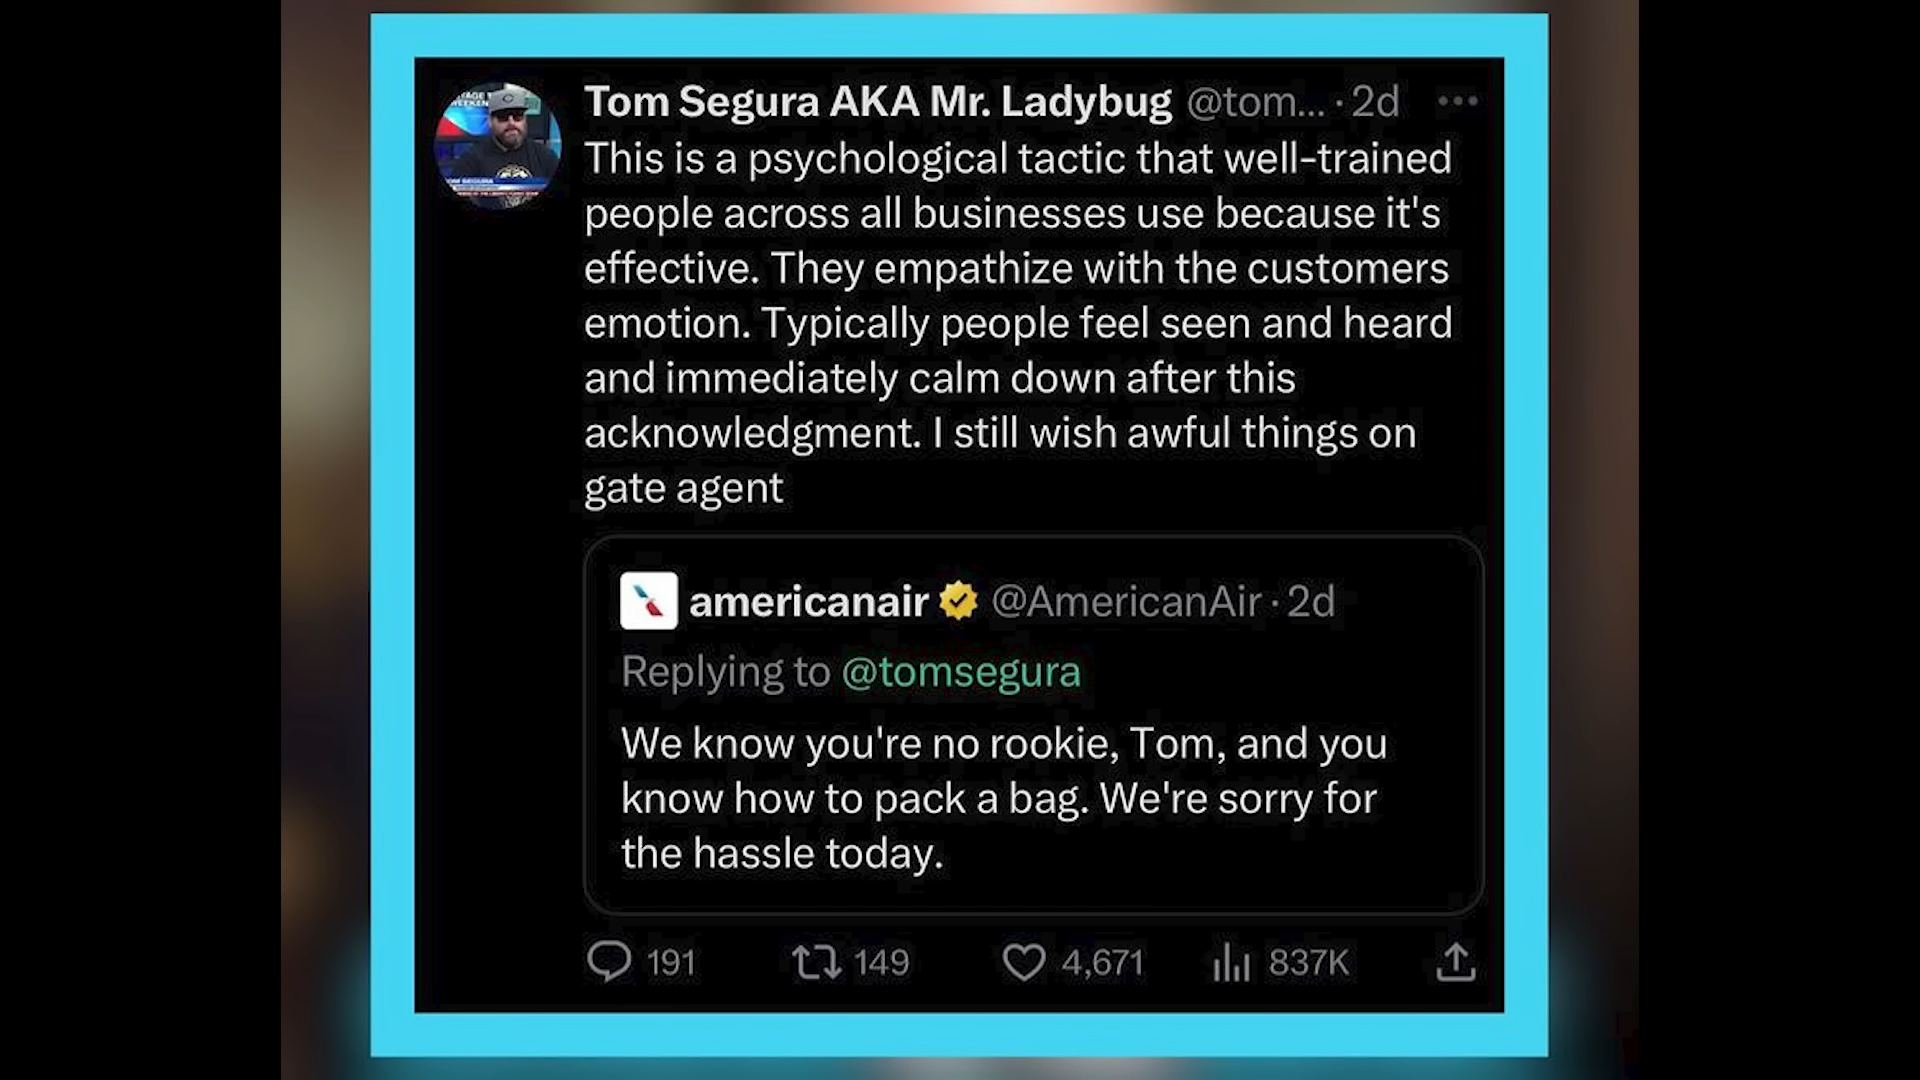 Tom Segura AKA Mr. Ladybug @tom... · 2d
This is a psychological tactic that well-trained
people across all businesses use because it's
effective. They empathize with the customers
emotion. Typically people feel seen and heard
and immediately calm down after this
acknowledgment. I still wish awful things on
gate agent
americanair @AmericanAir · 2d
Replying to @tomsegura
We know you're no rookie, Tom, and you
know how to pack a bag. We're sorry for
the hassle today.
191 149 4,671 837K